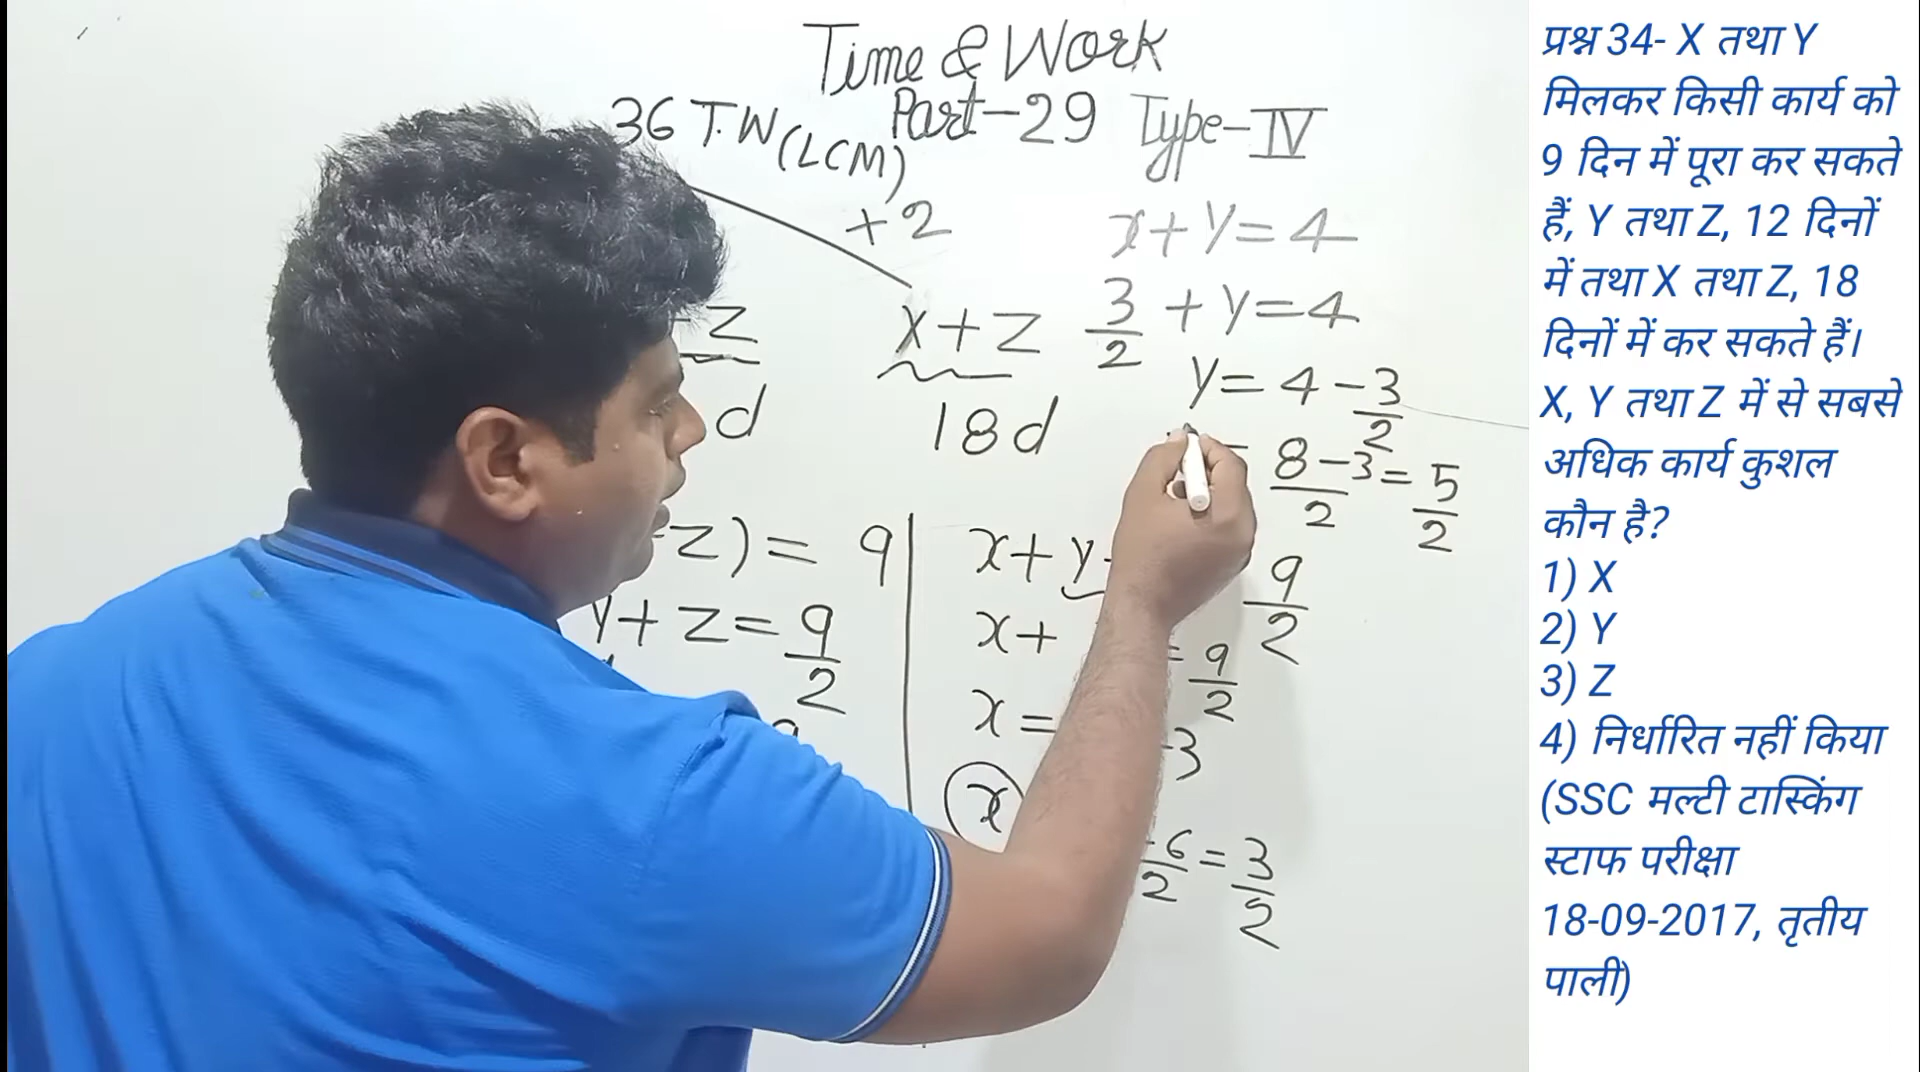 Time & Work
Part-29 Type-IV
36 T.W (LCM)
+2
x+z
18d
z
d
x+y=4
3/2 +y=4
y=4-3/2
= 8-3/2 = 5/2
z)=9
y+z=9/2
x+y
9/2
x+
=9/2
x=
-3
x
-6/2=3/2
प्रश्न 34- X तथा Y
मिलकर किसी कार्य को
9 दिन में पूरा कर सकते
हैं, Y तथा Z, 12 दिनों
में तथा X तथा Z, 18
दिनों में कर सकते हैं।
X, Y तथा Z में से सबसे
अधिक कार्य कुशल
कौन है?
1) X
2) Y
3) Z
4) निर्धारित नहीं किया
(SSC मल्टी टास्किंग
स्टाफ परीक्षा
18-09-2017, तृतीय
पाली)